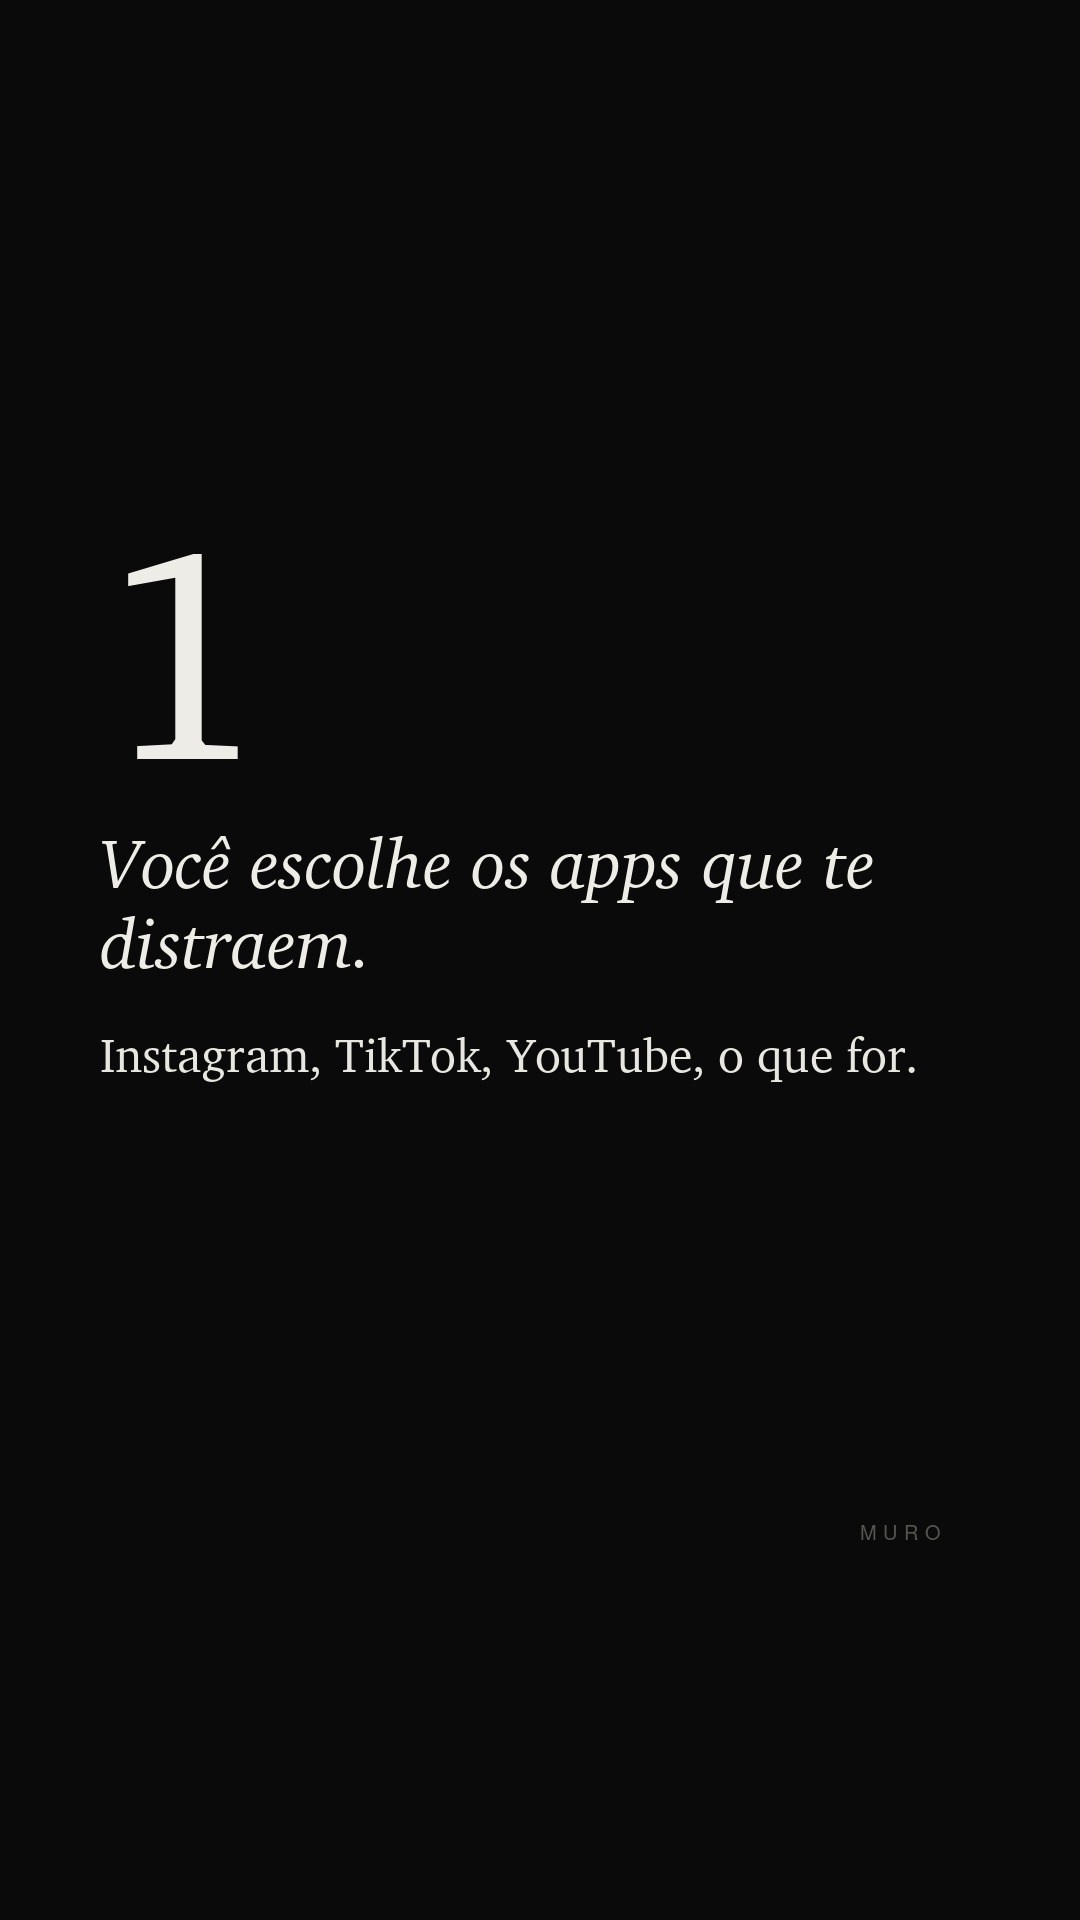 1
Você escolhe os apps que te
distraem.
Instagram, TikTok, YouTube, o que for.
MURO